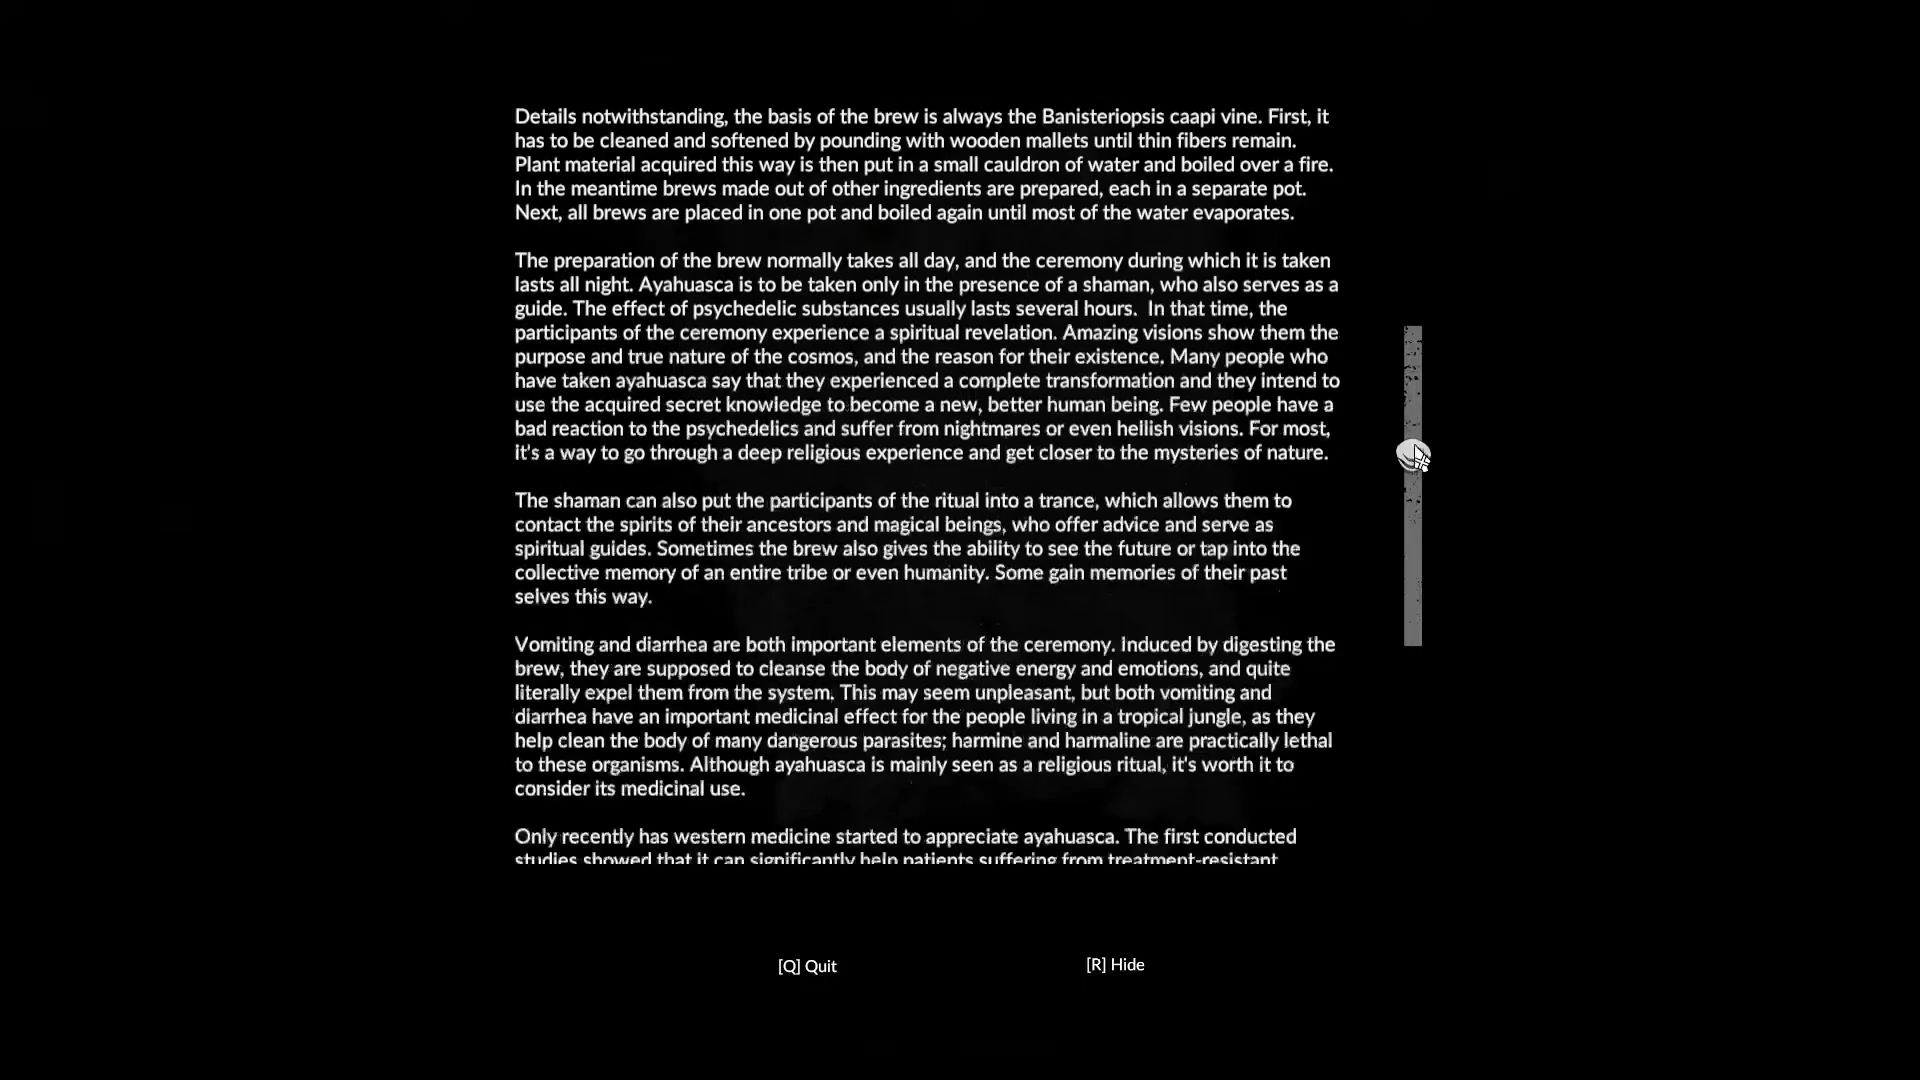 Details notwithstanding, the basis of the brew is always the Banisteriopsis caapi vine. First, it
has to be cleaned and softened by pounding with wooden mallets until thin fibers remain.
Plant material acquired this way is then put in a small cauldron of water and boiled over a fire.
In the meantime brews made out of other ingredients are prepared, each in a separate pot.
Next, all brews are placed in one pot and boiled again until most of the water evaporates.
The preparation of the brew normally takes all day, and the ceremony during which it is taken
lasts all night. Ayahuasca is to be taken only in the presence of a shaman, who also serves as a
guide. The effect of psychedelic substances usually lasts several hours.  In that time, the
participants of the ceremony experience a spiritual revelation. Amazing visions show them the
purpose and true nature of the cosmos, and the reason for their existence. Many people who
have taken ayahuasca say that they experienced a complete transformation and they intend to
use the acquired secret knowledge to become a new, better human being. Few people have a
bad reaction to the psychedelics and suffer from nightmares or even hellish visions. For most,
it's a way to go through a deep religious experience and get closer to the mysteries of nature.
The shaman can also put the participants of the ritual into a trance, which allows them to
contact the spirits of their ancestors and magical beings, who offer advice and serve as
spiritual guides. Sometimes the brew also gives the ability to see the future or tap into the
collective memory of an entire tribe or even humanity. Some gain memories of their past
selves this way.
Vomiting and diarrhea are both important elements of the ceremony. Induced by digesting the
brew, they are supposed to cleanse the body of negative energy and emotions, and quite
literally expel them from the system. This may seem unpleasant, but both vomiting and
diarrhea have an important medicinal effect for the people living in a tropical jungle, as they
help clean the body of many dangerous parasites; harmine and harmaline are practically lethal
to these organisms. Although ayahuasca is mainly seen as a religious ritual, it's worth it to
consider its medicinal use.
Only recently has western medicine started to appreciate ayahuasca. The first conducted
studies showed that it can significantly help patients suffering from treatment-resistant
[Q] Quit
[R] Hide